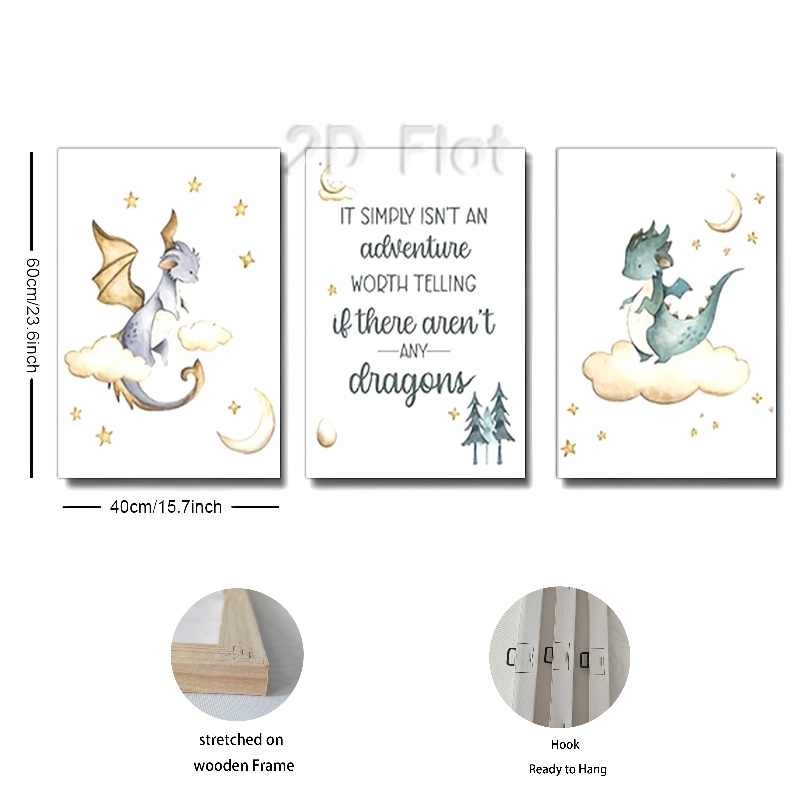 2D Flat
IT SIMPLY ISN'T AN
adventure
WORTH TELLING
if there aren't
ANY
dragons
60cm/23.6inch
40cm/15.7inch
stretched on
wooden Frame
Hook
Ready to Hang